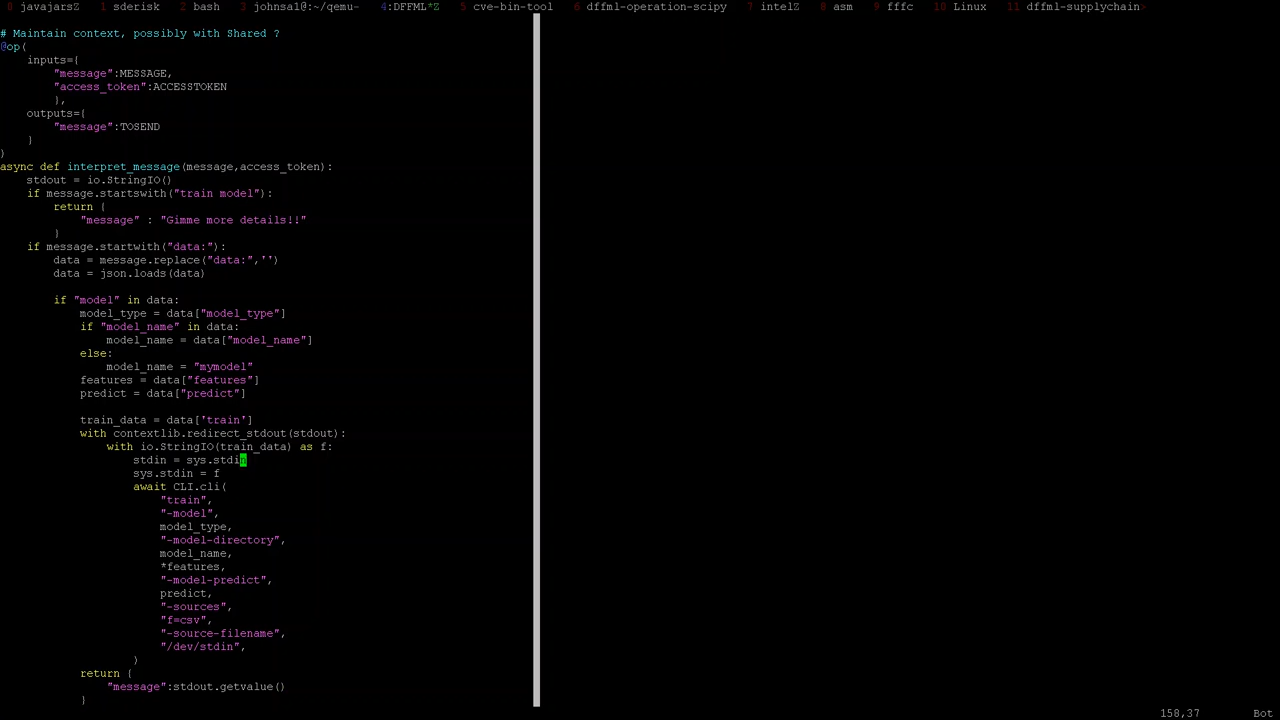 0 javajarsZ 1 sderisk 2 bash 3 johnsa1@:~/qemu- 4:DFFML*Z 5 cve-bin-tool 6 dffml-operation-scipy 7 intelZ 8 asm 9 fffc 10 Linux 11 dffml-supplychain>
# Maintain context, possibly with Shared ?
@op(
    inputs={
        "message":MESSAGE,
        "access_token":ACCESSTOKEN
        },
    outputs={
        "message":TOSEND
    }
)
async def interpret_message(message,access_token):
    stdout = io.StringIO()
    if message.startswith("train model"):
        return {
            "message" : "Gimme more details!!"
        }
    if message.startwith("data:"):
        data = message.replace("data:",'')
        data = json.loads(data)
        if "model" in data:
            model_type = data["model_type"]
            if "model_name" in data:
                model_name = data["model_name"]
            else:
                model_name = "mymodel"
            features = data["features"]
            predict = data["predict"]
            train_data = data['train']
            with contextlib.redirect_stdout(stdout):
                with io.StringIO(train_data) as f:
                    stdin = sys.stdin
                    sys.stdin = f
                    await CLI.cli(
                        "train",
                        "-model",
                        model_type,
                        "-model-directory",
                        model_name,
                        *features,
                        "-model-predict",
                        predict,
                        "-sources",
                        "f=csv",
                        "-source-filename",
                        "/dev/stdin",
                    )
            return {
                "message":stdout.getvalue()
            }
158,37 Bot